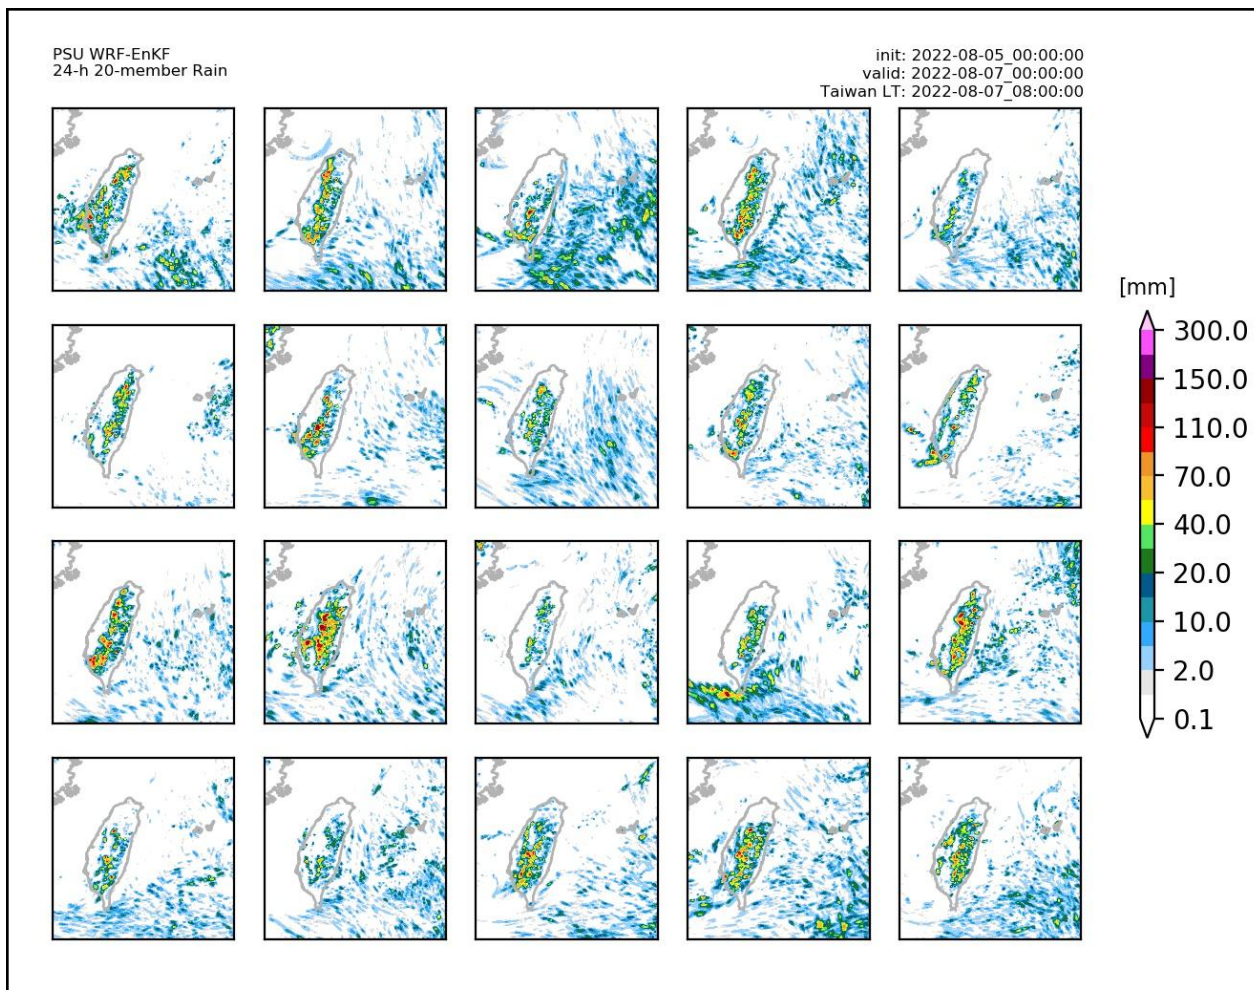 PSU WRF-EnKF
24-h 20-member Rain
init: 2022-08-05_00:00:00
valid: 2022-08-07_00:00:00
Taiwan LT: 2022-08-07_08:00:00
[mm]
300.0
150.0
110.0
70.0
40.0
20.0
10.0
2.0
0.1